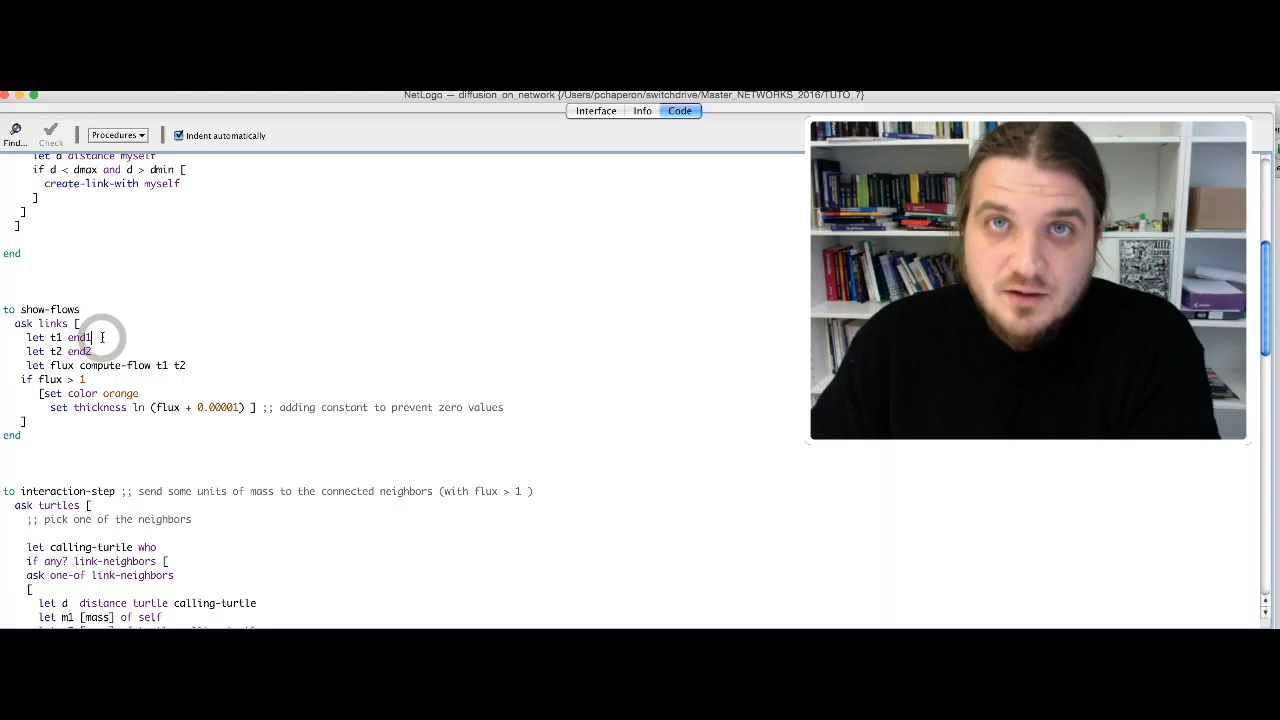 NetLogo — diffusion_on_network {/Users/pchaperon/switchdrive/Master_NETWORKS_2016/TUTO_7}
Interface Info Code
Find... Check Procedures Indent automatically
let d distance myself
if d < dmax and d > dmin [
create-link-with myself
]
]
]
end
to show-flows
ask links [
let t1 end1
let t2 end2
let flux compute-flow t1 t2
if flux > 1
[set color orange
set thickness ln (flux + 0.00001) ] ;; adding constant to prevent zero values
]
end
to interaction-step ;; send some units of mass to the connected neighbors (with flux > 1 )
ask turtles [
;; pick one of the neighbors
let calling-turtle who
if any? link-neighbors [
ask one-of link-neighbors
[
let d distance turtle calling-turtle
let m1 [mass] of self
ALLEZ
SAVOIR